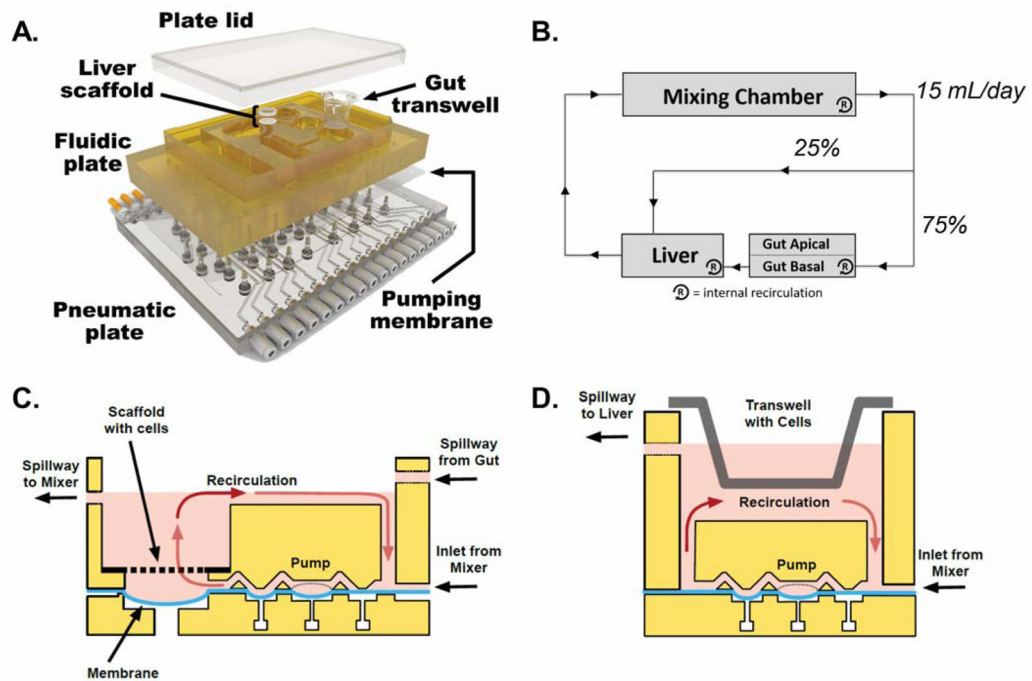 A.
Plate lid
Liver
scaffold
Gut
transwell
Fluidic
plate
Pneumatic
plate
Pumping
membrane
B.
Mixing Chamber
R
15 mL/day
25%
75%
Liver
R
Gut Apical
Gut Basal
R
R = internal recirculation
C.
Scaffold
with cells
Spillway
to Mixer
Recirculation
Spillway
from Gut
Pump
Inlet from
Mixer
Membrane
D.
Spillway
to Liver
Transwell
with Cells
Recirculation
Pump
Inlet from
Mixer